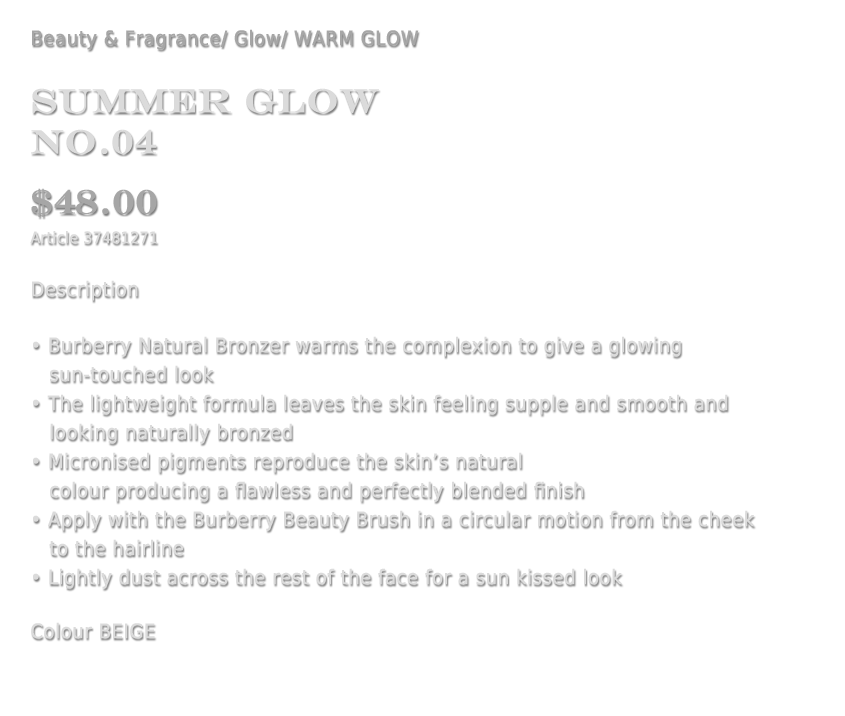 Beauty & Fragrance/ Glow/ WARM GLOW
SUMMER GLOW
NO.04
$48.00
Article 37481271
Description
• Burberry Natural Bronzer warms the complexion to give a glowing
sun-touched look
• The lightweight formula leaves the skin feeling supple and smooth and
looking naturally bronzed
• Micronised pigments reproduce the skin’s natural
colour producing a flawless and perfectly blended finish
• Apply with the Burberry Beauty Brush in a circular motion from the cheek
to the hairline
• Lightly dust across the rest of the face for a sun kissed look
Colour BEIGE